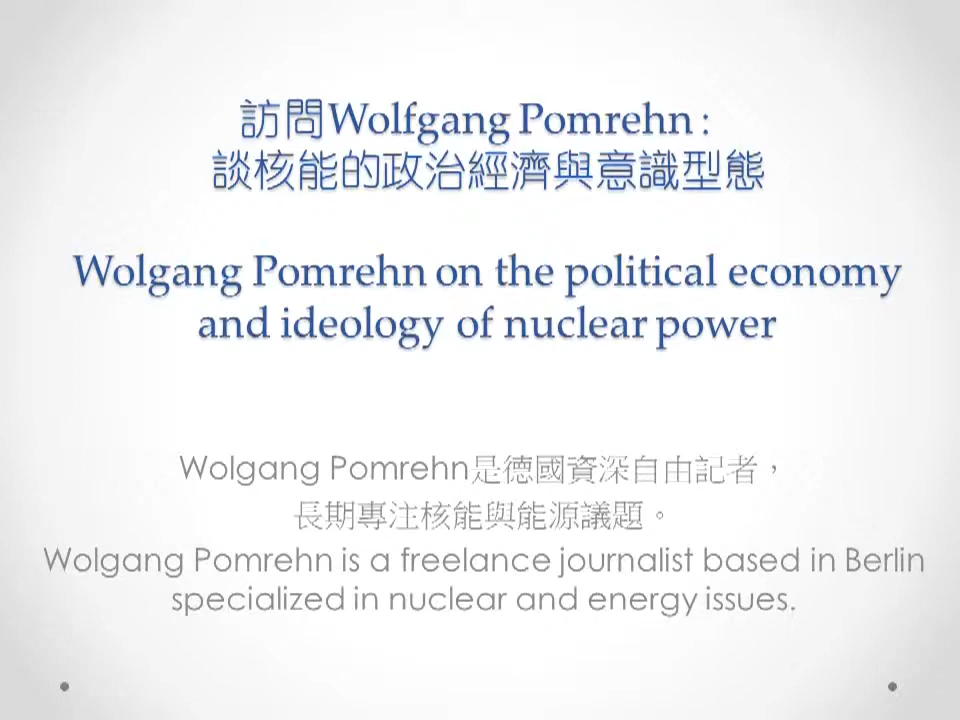 訪問Wolfgang Pomrehn :
談核能的政治經濟與意識型態
Wolgang Pomrehn on the political economy
and ideology of nuclear power
Wolgang Pomrehn是德國資深自由記者，
長期專注核能與能源議題。
Wolgang Pomrehn is a freelance journalist based in Berlin
specialized in nuclear and energy issues.